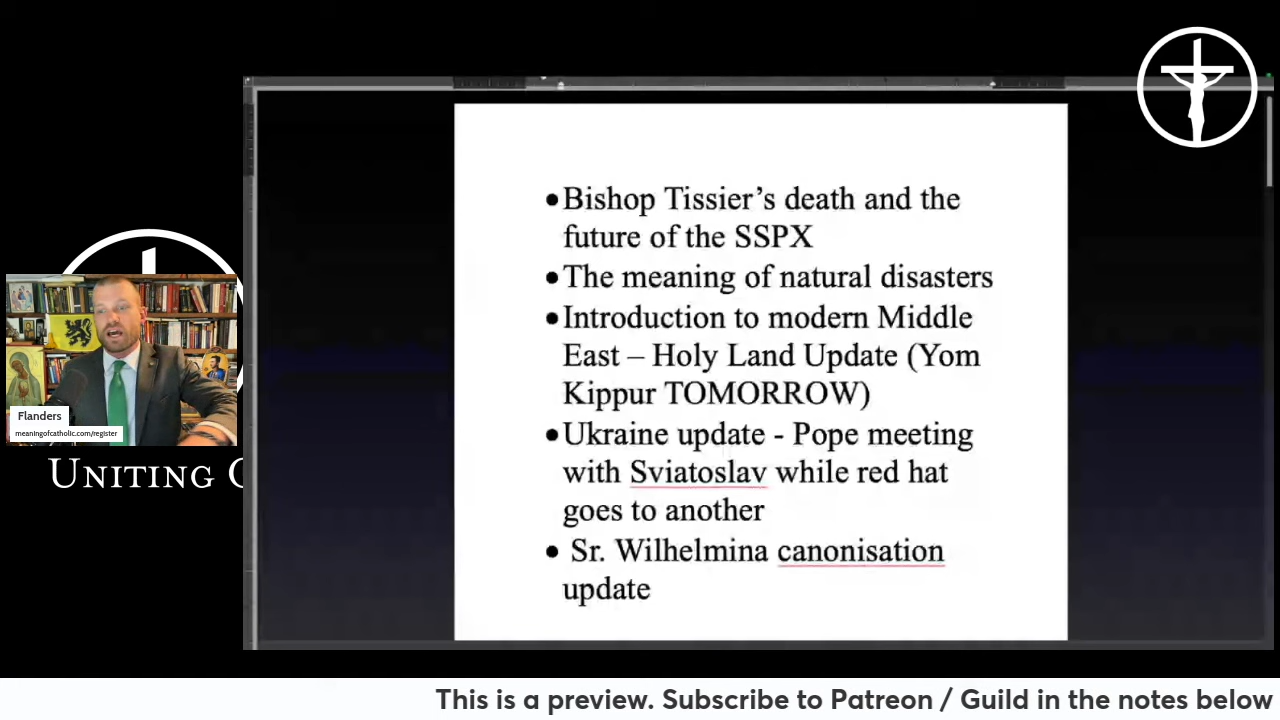 •Bishop Tissier's death and the
future of the SSPX
•The meaning of natural disasters
•Introduction to modern Middle
East – Holy Land Update (Yom
Kippur TOMORROW)
•Ukraine update - Pope meeting
with Sviatoslav while red hat
goes to another
• Sr. Wilhelmina canonisation
update
Flanders
meaningofcatholic.com/register
UNITING
This is a preview. Subscribe to Patreon / Guild in the notes below